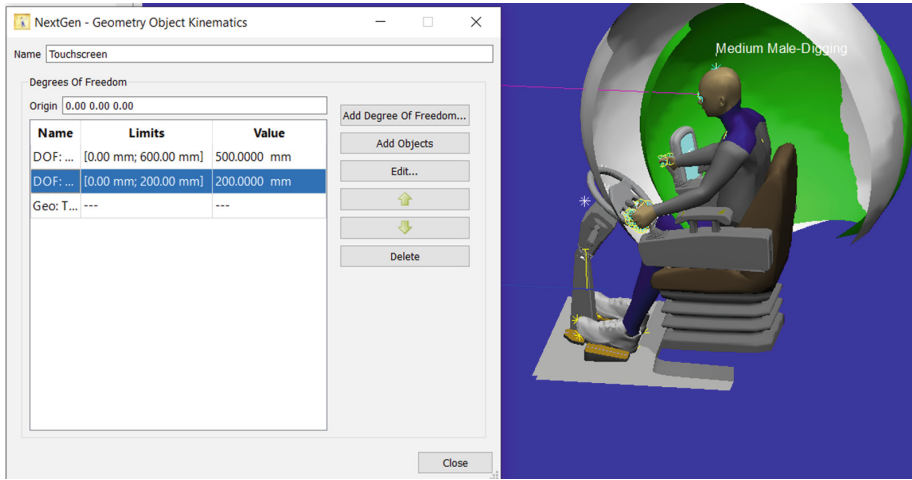 NextGen - Geometry Object Kinematics
Name Touchscreen
Degrees Of Freedom
Origin 0.00 0.00 0.00
Name Limits Value
DOF: ... [0.00 mm; 600.00 mm] 500.0000 mm
DOF: ... [0.00 mm; 200.00 mm] 200.0000 mm
Geo: T... --- ---
Add Degree Of Freedom...
Add Objects
Edit...
Delete
Close
Medium Male-Digging